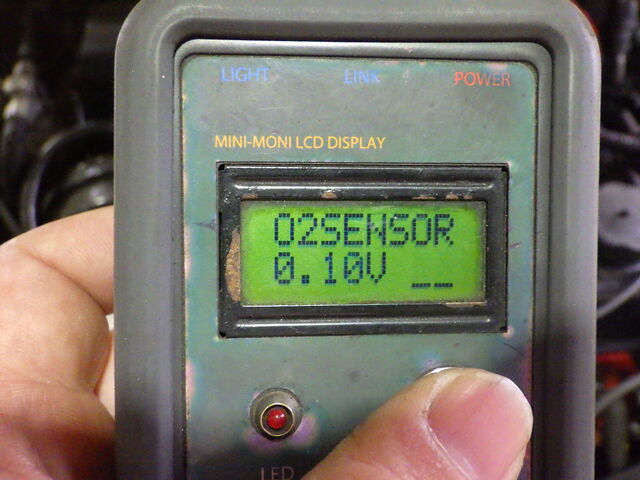 LIGHT LINK POWER
MINI-MONI LCD DISPLAY
O2SENSOR
0.10V __
LED